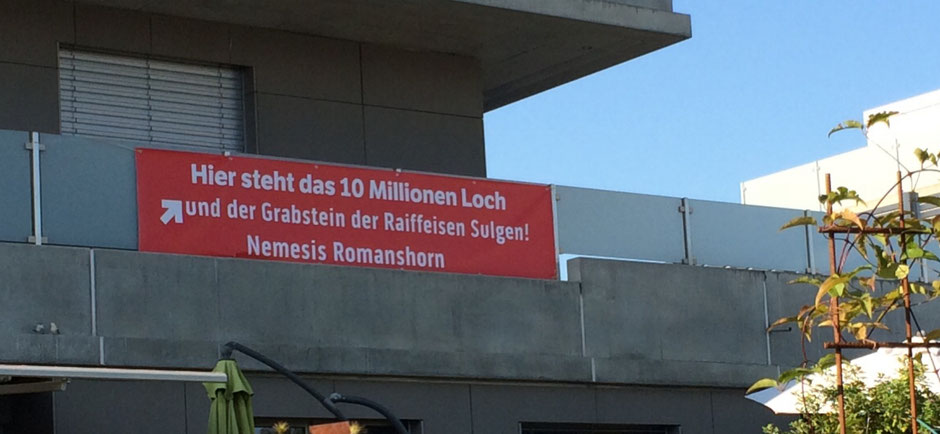 Hier steht das 10 Millionen Loch
und der Grabstein der Raiffeisen Sulgen!
Nemesis Romanshorn